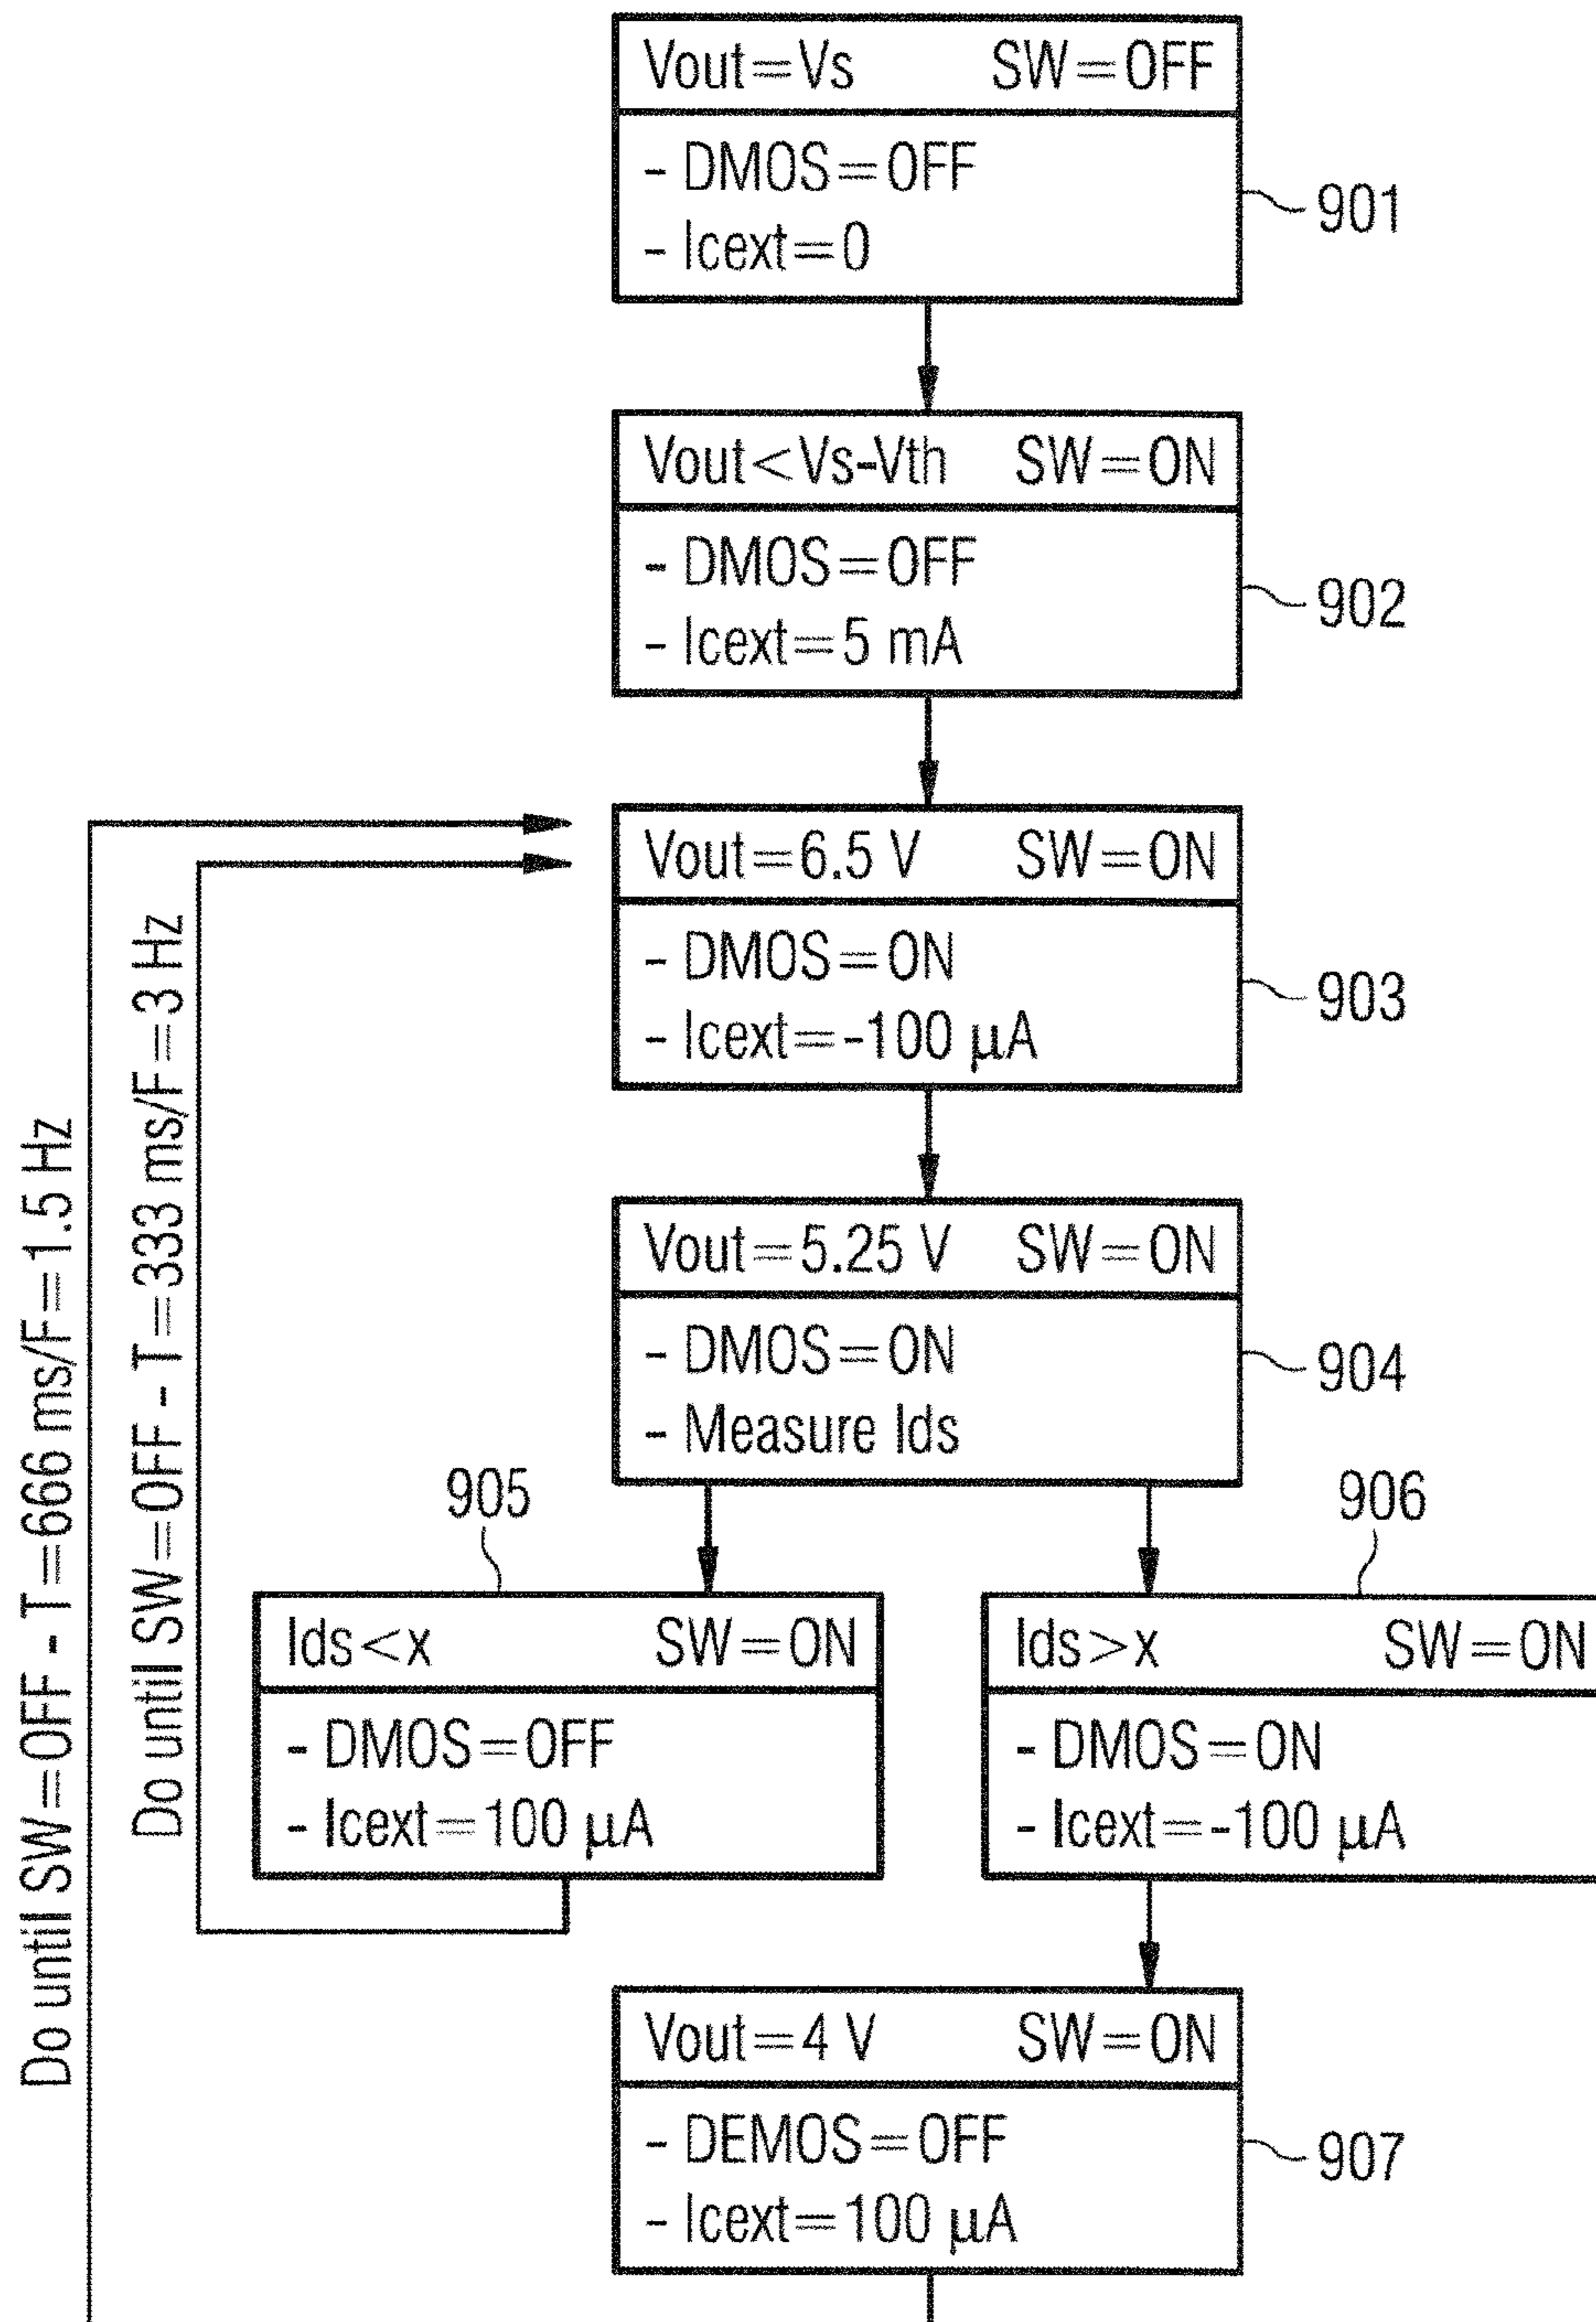 Vout=Vs SW=OFF
- DMOS=OFF
- Icext=0
901
Vout<Vs-Vth SW=ON
- DMOS=OFF
- Icext=5 mA
902
Vout=6.5 V SW=ON
- DMOS=ON
- Icext=-100 µA
903
Vout=5.25 V SW=ON
- DMOS=ON
- Measure Ids
904
905
Ids<x SW=ON
- DMOS=OFF
- Icext=100 µA
906
Ids>x SW=ON
- DMOS=ON
- Icext=-100 µA
Vout=4 V SW=ON
- DEMOS=OFF
- Icext=100 µA
907
Do until SW=OFF - T=333 ms/F=3 Hz
Do until SW=OFF - T=666 ms/F=1.5 Hz